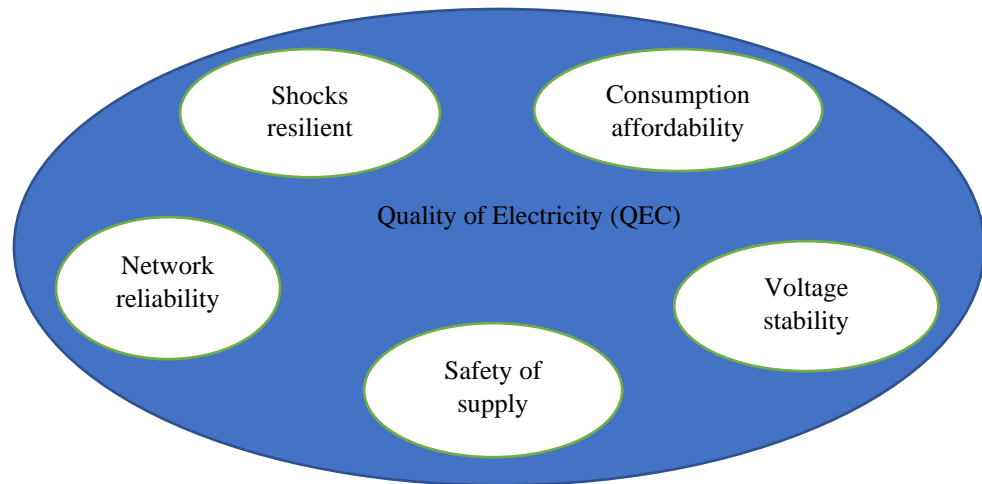 Shocks
resilient
Consumption
affordability
Quality of Electricity (QEC)
Network
reliability
Voltage
stability
Safety of
supply